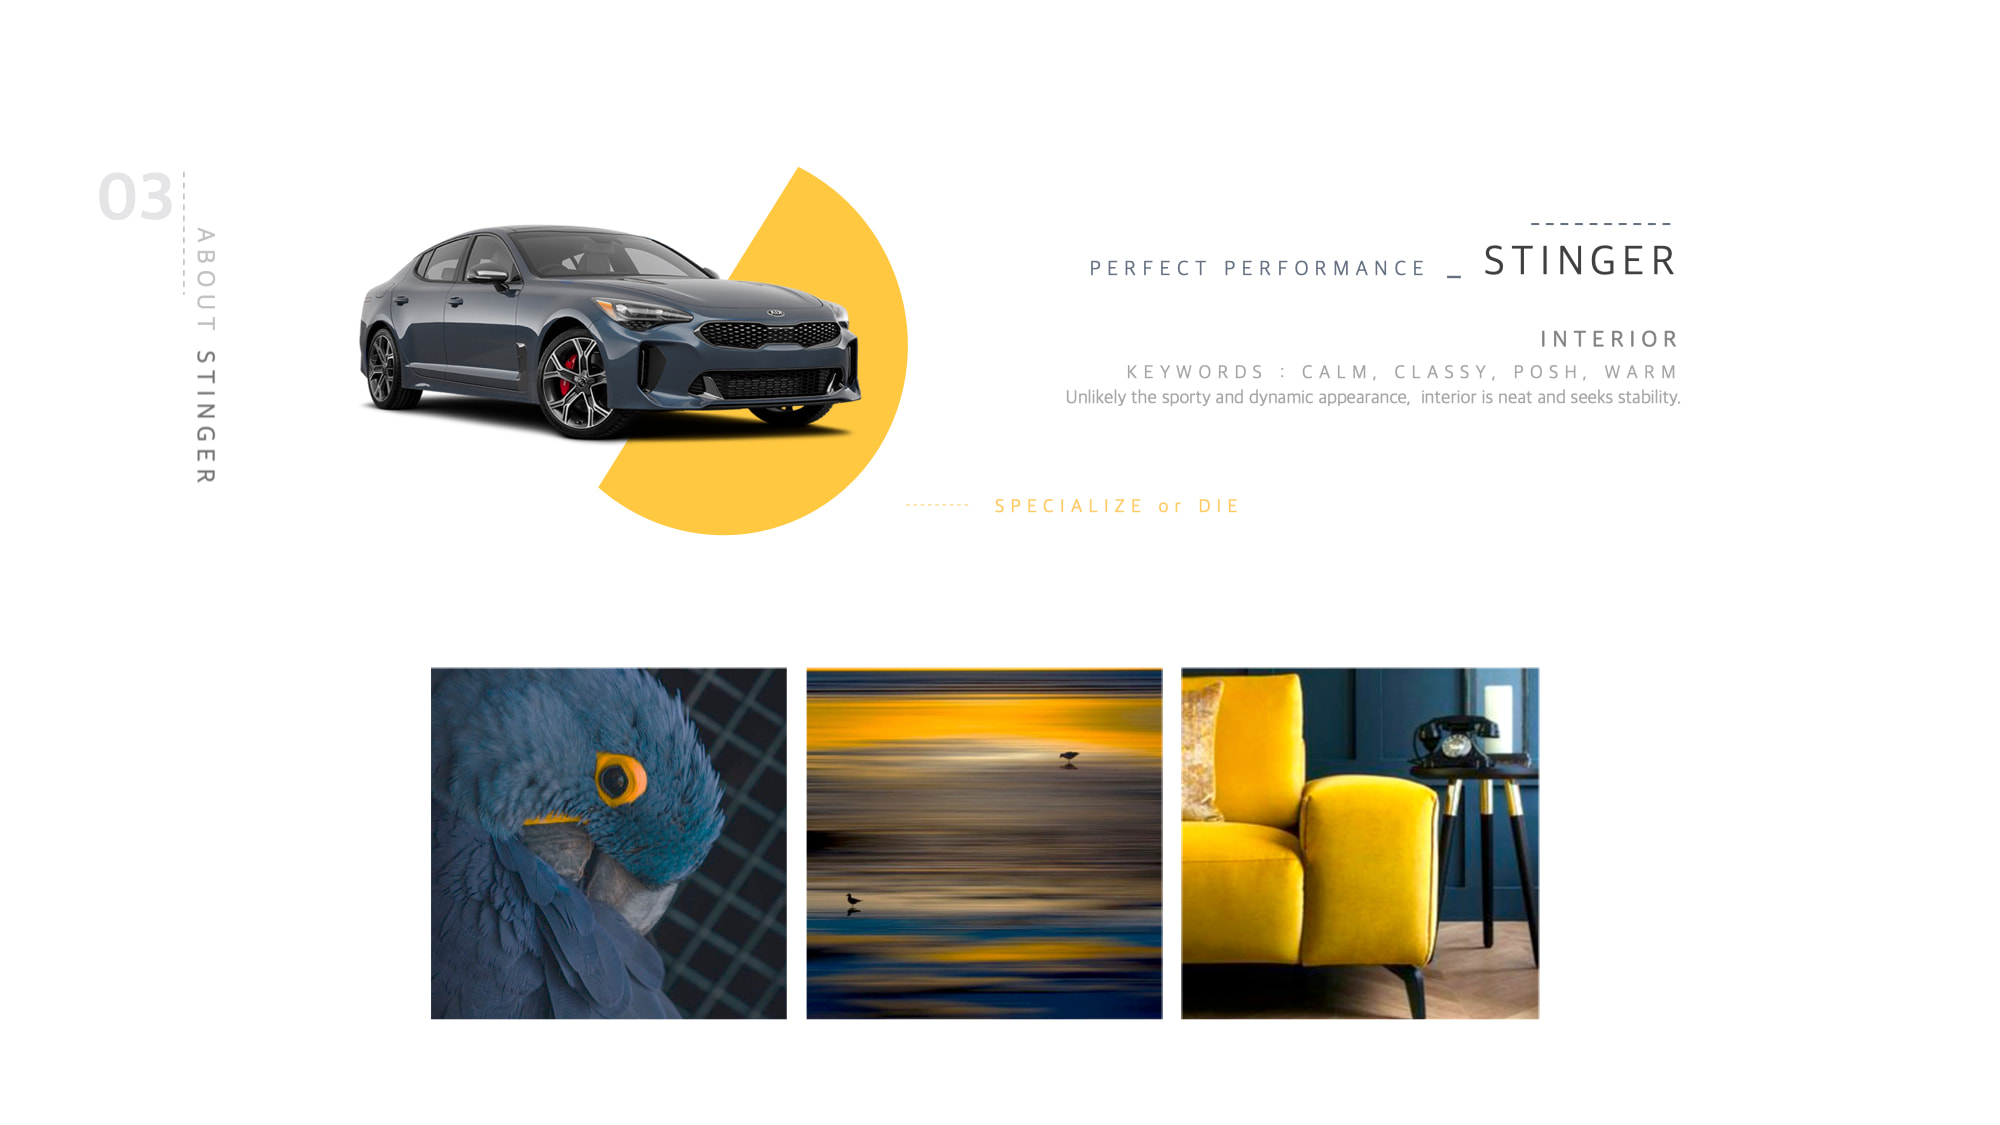 03
ABOUT STINGER
PERFECT PERFORMANCE _ STINGER
INTERIOR
KEYWORDS : CALM, CLASSY, POSH, WARM
Unlikely the sporty and dynamic appearance, interior is neat and seeks stability.
SPECIALIZE or DIE